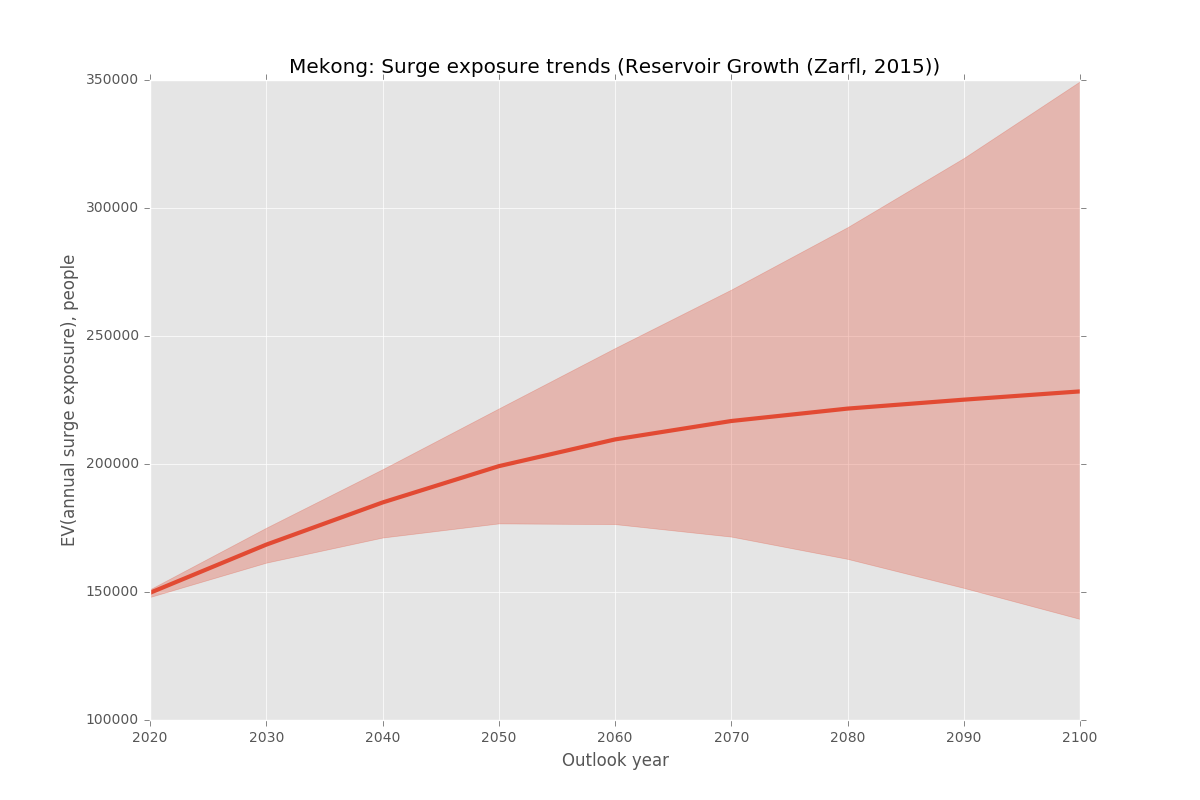 Mekong: Surge exposure trends (Reservoir Growth (Zarfl, 2015))
350000
300000
250000
200000
150000
100000
EV(annual surge exposure), people
2020 2030 2040 2050 2060 2070 2080 2090 2100
Outlook year